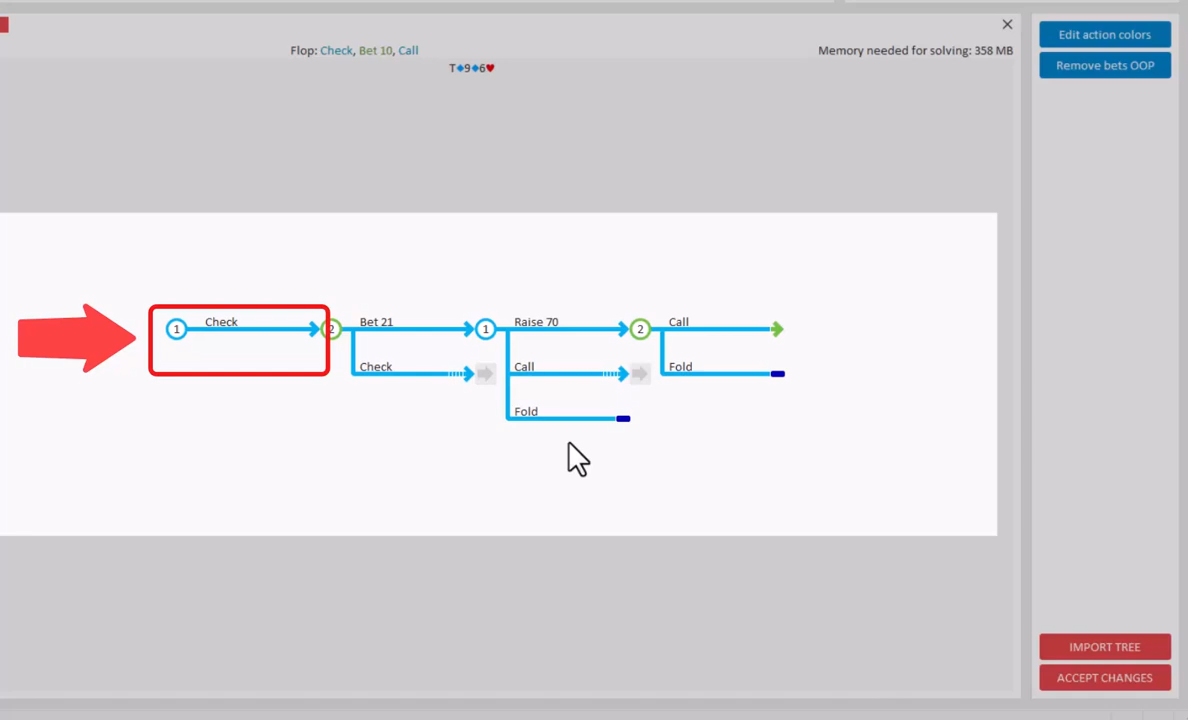 Edit action colors
Flop: Check, Bet 10, Call
Memory needed for solving: 358 MB
T♦9♦6♥
Remove bets OOP
1 Check 2 Bet 21 1 Raise 70 2 Call
Check Call Fold
Fold
IMPORT TREE
ACCEPT CHANGES